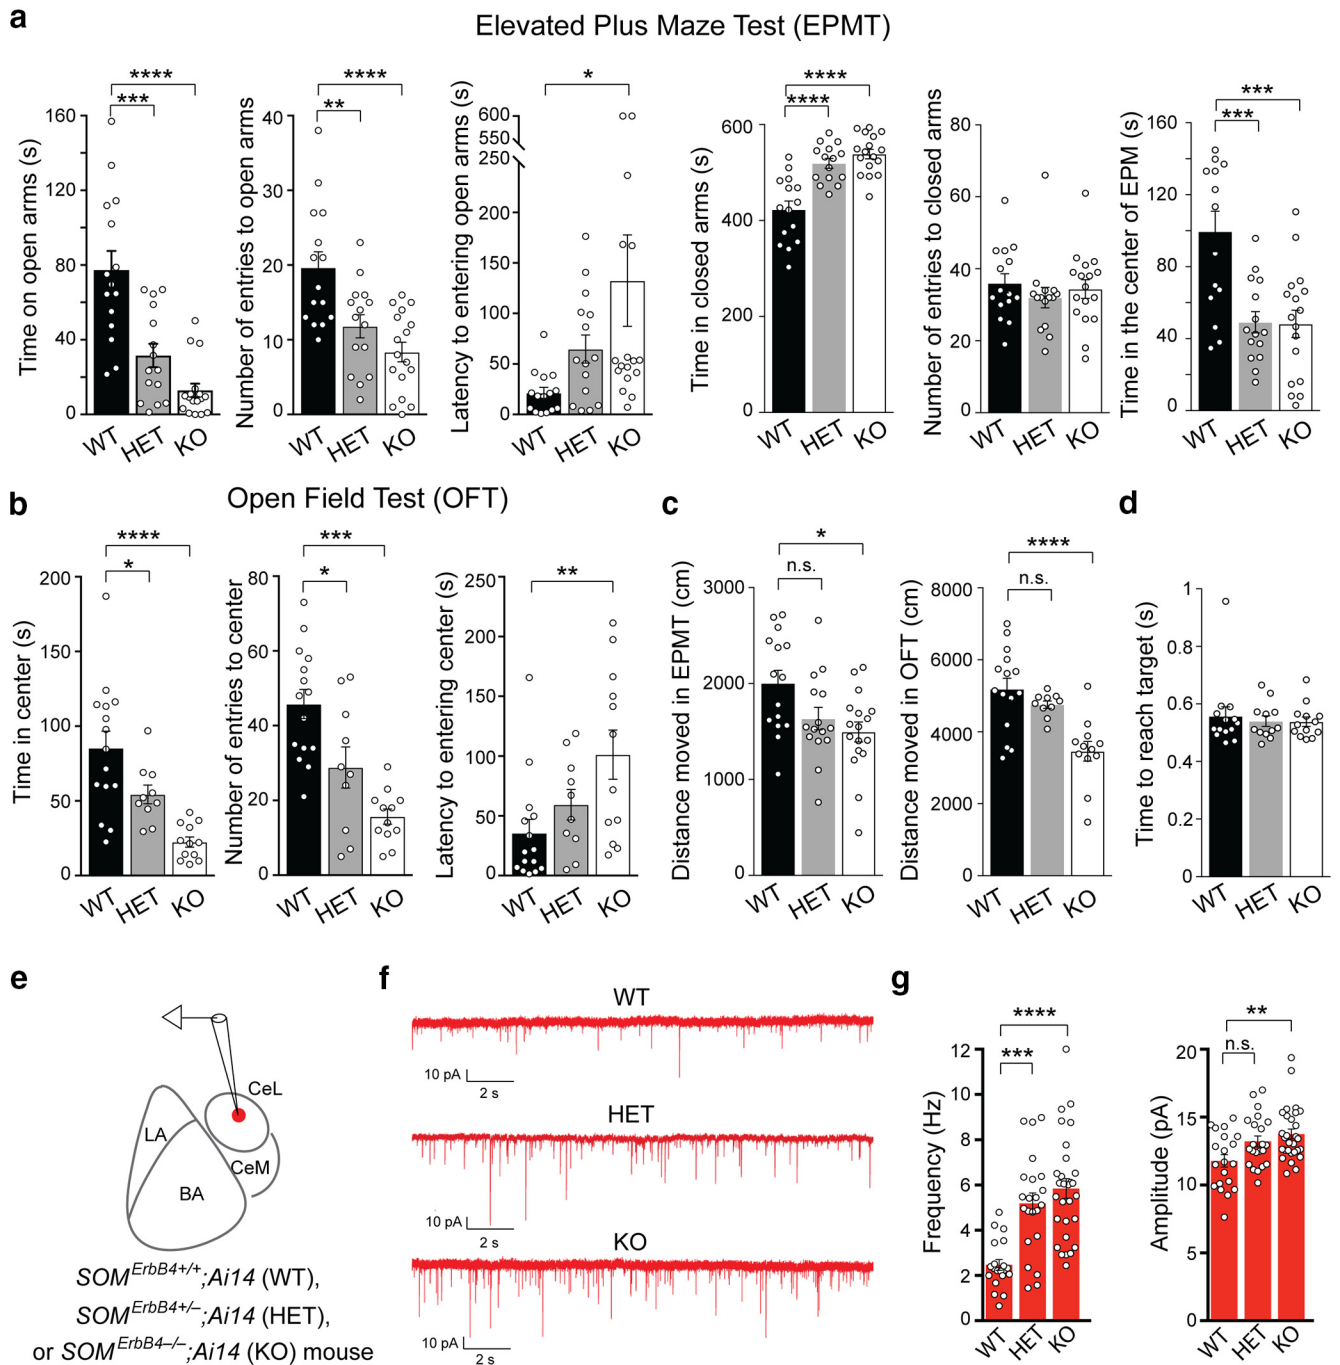 a
Elevated Plus Maze Test (EPMT)
Time on open arms (s)
160
120
80
40
0
****
***
WT
HET
KO
Number of entries to open arms
40
30
20
10
0
****
**
WT
HET
KO
Latency to entering open arms (s)
600
550
250
200
150
100
50
0
*
WT
HET
KO
Time in closed arms (s)
600
400
200
0
****
****
WT
HET
KO
Number of entries to closed arms
80
60
40
20
0
WT
HET
KO
Time in the center of EPM (s)
160
120
80
40
0
***
***
WT
HET
KO
b
Open Field Test (OFT)
Time in center (s)
200
150
100
50
0
****
*
WT
HET
KO
Number of entries to center
80
60
40
20
0
***
*
WT
HET
KO
Latency to entering center (s)
250
200
150
100
50
0
**
WT
HET
KO
c
Distance moved in EPMT (cm)
3000
2000
1000
0
*
n.s.
WT
HET
KO
Distance moved in OFT (cm)
8000
6000
4000
2000
0
****
n.s.
WT
HET
KO
d
Time to reach target (s)
1
0.8
0.6
0.4
0.2
0
WT
HET
KO
e
CeL
LA
CeM
BA
SOM^ErbB4+/+;Ai14 (WT),
SOM^ErbB4+/–;Ai14 (HET),
or SOM^ErbB4–/–;Ai14 (KO) mouse
f
WT
10 pA
2 s
HET
10 pA
2 s
KO
10 pA
2 s
g
Frequency (Hz)
12
10
8
6
4
2
0
****
***
WT
HET
KO
Amplitude (pA)
20
15
10
5
0
**
n.s.
WT
HET
KO